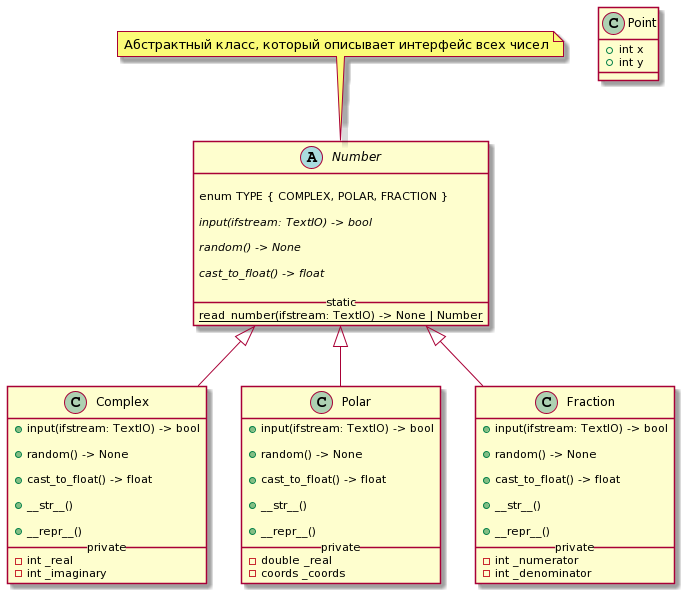 Абстрактный класс, который описывает интерфейс всех чисел
C Point
int x
int y
A Number
enum TYPE { COMPLEX, POLAR, FRACTION }
input(ifstream: TextIO) -> bool
random() -> None
cast_to_float() -> float
static
read_number(ifstream: TextIO) -> None | Number
C Complex
input(ifstream: TextIO) -> bool
random() -> None
cast_to_float() -> float
__str__()
__repr__()
private
int _real
int _imaginary
C Polar
input(ifstream: TextIO) -> bool
random() -> None
cast_to_float() -> float
__str__()
__repr__()
private
double _real
coords _coords
C Fraction
input(ifstream: TextIO) -> bool
random() -> None
cast_to_float() -> float
__str__()
__repr__()
private
int _numerator
int _denominator